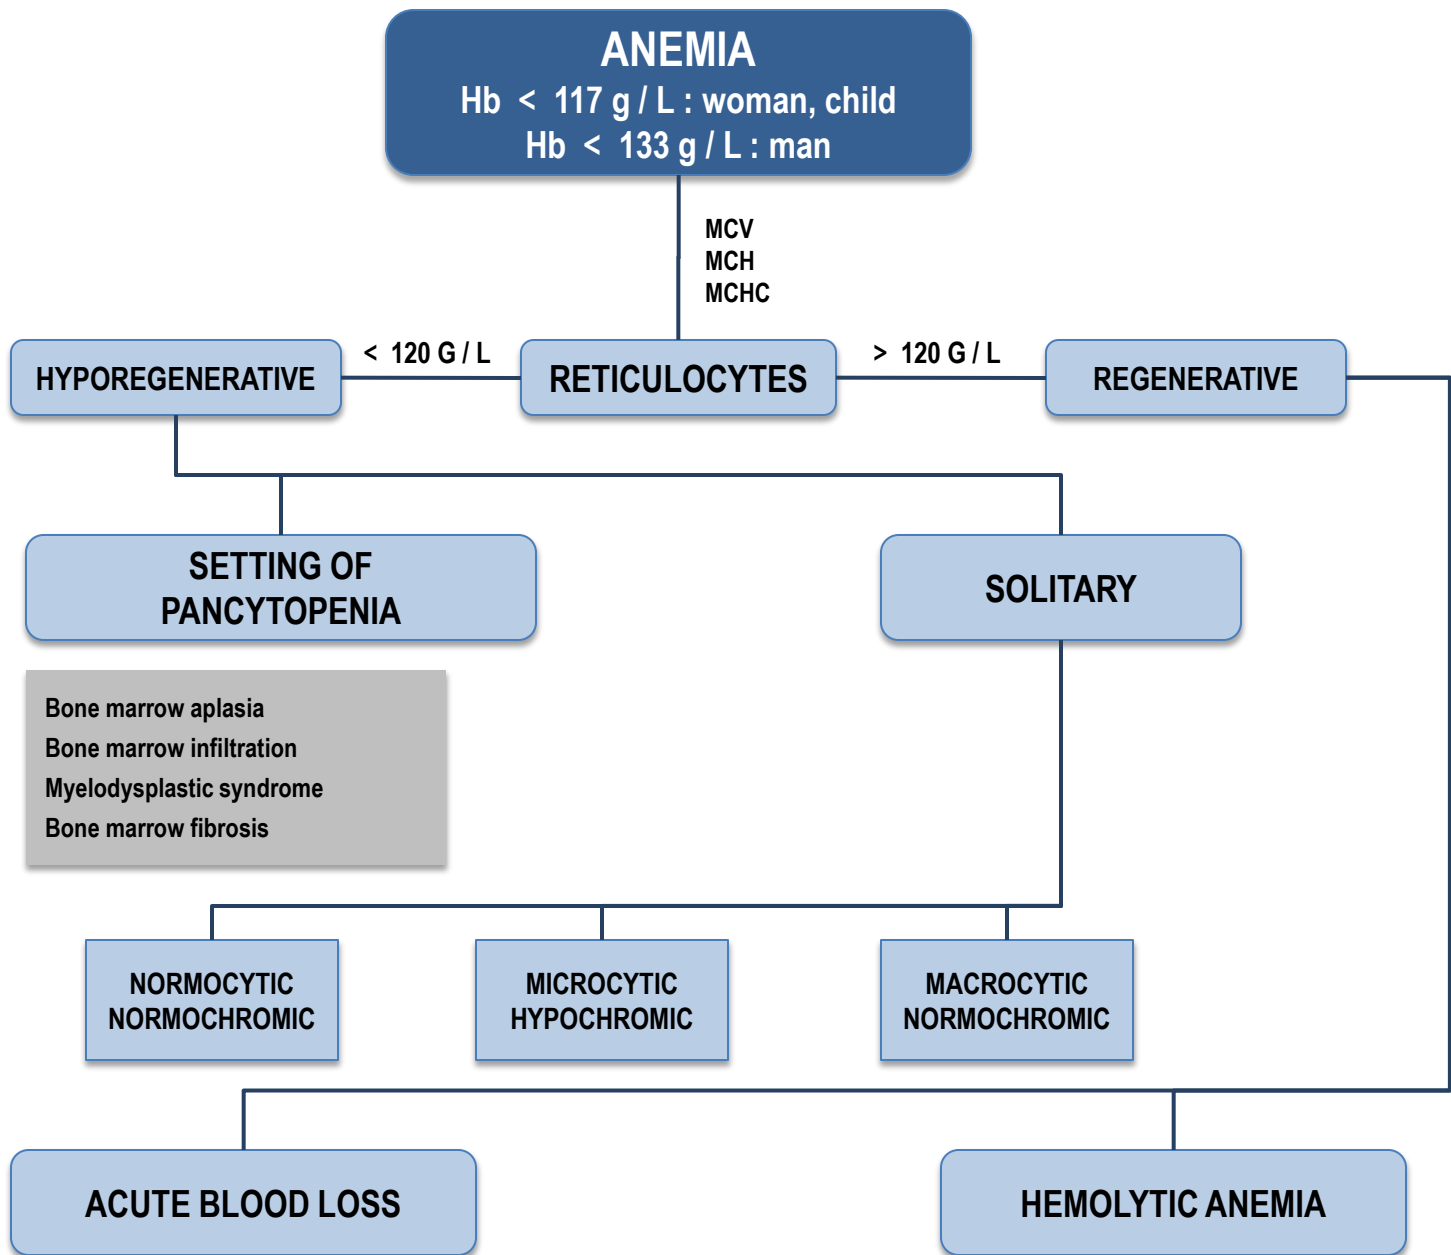 ANEMIA
Hb < 117 g / L : woman, child
Hb < 133 g / L : man
MCV
MCH
MCHC
HYPOREGENERATIVE
< 120 G / L
RETICULOCYTES
> 120 G / L
REGENERATIVE
SETTING OF
PANCYTOPENIA
SOLITARY
Bone marrow aplasia
Bone marrow infiltration
Myelodysplastic syndrome
Bone marrow fibrosis
NORMOCYTIC
NORMOCHROMIC
MICROCYTIC
HYPOCHROMIC
MACROCYTIC
NORMOCHROMIC
ACUTE BLOOD LOSS
HEMOLYTIC ANEMIA